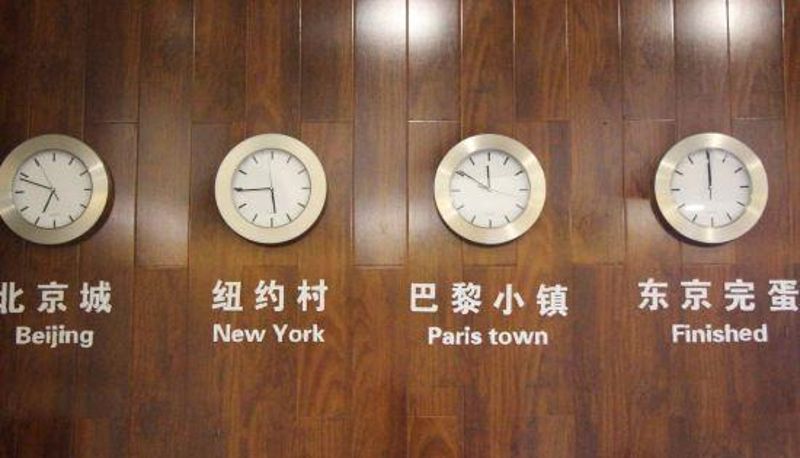 北京城
Beijing
纽约村
New York
巴黎小镇
Paris town
东京完蛋
Finished